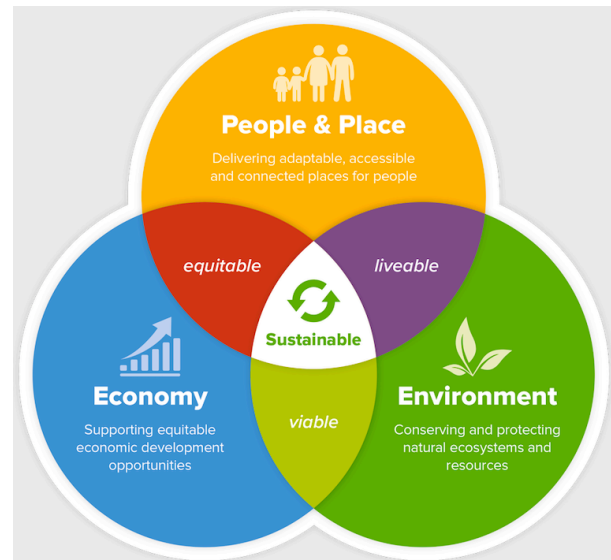 People & Place
Delivering adaptable, accessible
and connected places for people
equitable
liveable
Sustainable
Economy
Supporting equitable
economic development
opportunities
viable
Environment
Conserving and protecting
natural ecosystems and
resources